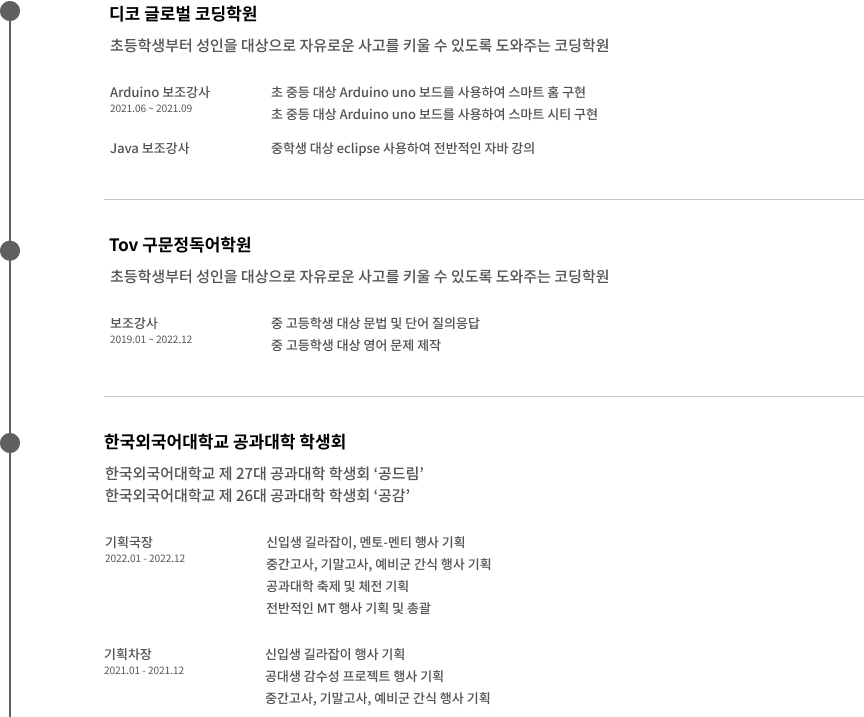 디코 글로벌 코딩학원
초등학생부터 성인을 대상으로 자유로운 사고를 키울 수 있도록 도와주는 코딩학원
Arduino 보조강사
2021.06 ~ 2021.09
초 중등 대상 Arduino uno 보드를 사용하여 스마트 홈 구현
초 중등 대상 Arduino uno 보드를 사용하여 스마트 시티 구현
Java 보조강사
중학생 대상 eclipse 사용하여 전반적인 자바 강의
Tov 구문정독어학원
초등학생부터 성인을 대상으로 자유로운 사고를 키울 수 있도록 도와주는 코딩학원
보조강사
2019.01 ~ 2022.12
중 고등학생 대상 문법 및 단어 질의응답
중 고등학생 대상 영어 문제 제작
한국외국어대학교 공과대학 학생회
한국외국어대학교 제 27대 공과대학 학생회 ‘공드림’
한국외국어대학교 제 26대 공과대학 학생회 ‘공감’
기획국장
2022.01 - 2022.12
신입생 길라잡이, 멘토-멘티 행사 기획
중간고사, 기말고사, 예비군 간식 행사 기획
공과대학 축제 및 체전 기획
전반적인 MT 행사 기획 및 총괄
기획차장
2021.01 - 2021.12
신입생 길라잡이 행사 기획
공대생 감수성 프로젝트 행사 기획
중간고사, 기말고사, 예비군 간식 행사 기획